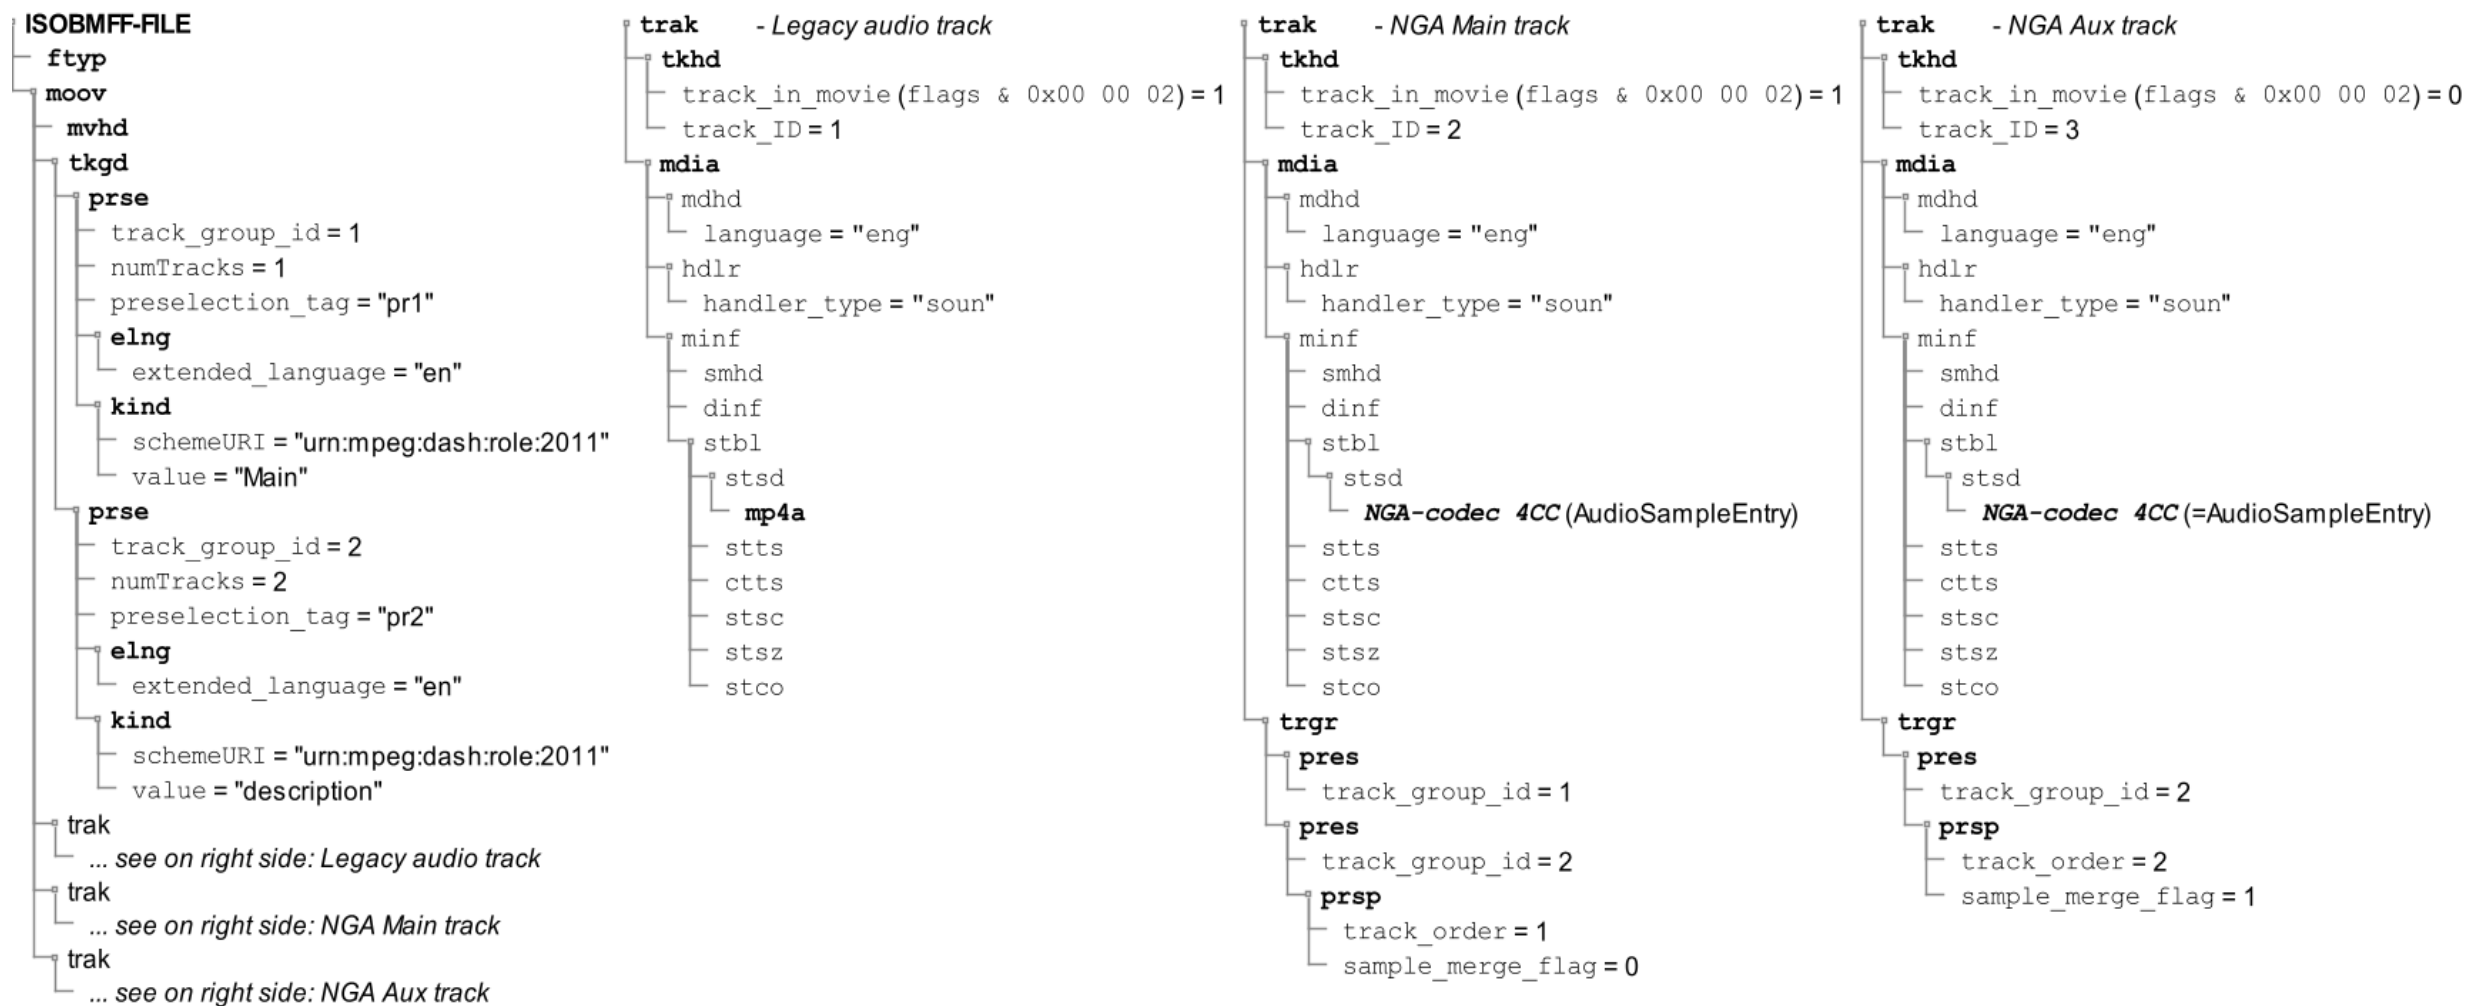 ISOBMFF-FILE
ftyp
moov
mvhd
tkgd
prse
track_group_id = 1
numTracks = 1
preselection_tag = "pr1"
elng
extended_language = "en"
kind
schemeURI = "urn:mpeg:dash:role:2011"
value = "Main"
prse
track_group_id = 2
numTracks = 2
preselection_tag = "pr2"
elng
extended_language = "en"
kind
schemeURI = "urn:mpeg:dash:role:2011"
value = "description"
trak
... see on right side: Legacy audio track
trak
... see on right side: NGA Main track
trak
... see on right side: NGA Aux track
trak - Legacy audio track
tkhd
track_in_movie (flags & 0x00 00 02) = 1
track_ID = 1
mdia
mdhd
language = "eng"
hdlr
handler_type = "soun"
minf
smhd
dinf
stbl
stsd
mp4a
stts
ctts
stsc
stsz
stco
trak - NGA Main track
tkhd
track_in_movie (flags & 0x00 00 02) = 1
track_ID = 2
mdia
mdhd
language = "eng"
hdlr
handler_type = "soun"
minf
smhd
dinf
stbl
stsd
NGA-codec 4CC (AudioSampleEntry)
stts
ctts
stsc
stsz
stco
trgr
pres
track_group_id = 1
pres
track_group_id = 2
prsp
track_order = 1
sample_merge_flag = 0
trak - NGA Aux track
tkhd
track_in_movie (flags & 0x00 00 02) = 0
track_ID = 3
mdia
mdhd
language = "eng"
hdlr
handler_type = "soun"
minf
smhd
dinf
stbl
stsd
NGA-codec 4CC (=AudioSampleEntry)
stts
ctts
stsc
stsz
stco
trgr
pres
track_group_id = 2
prsp
track_order = 2
sample_merge_flag = 1